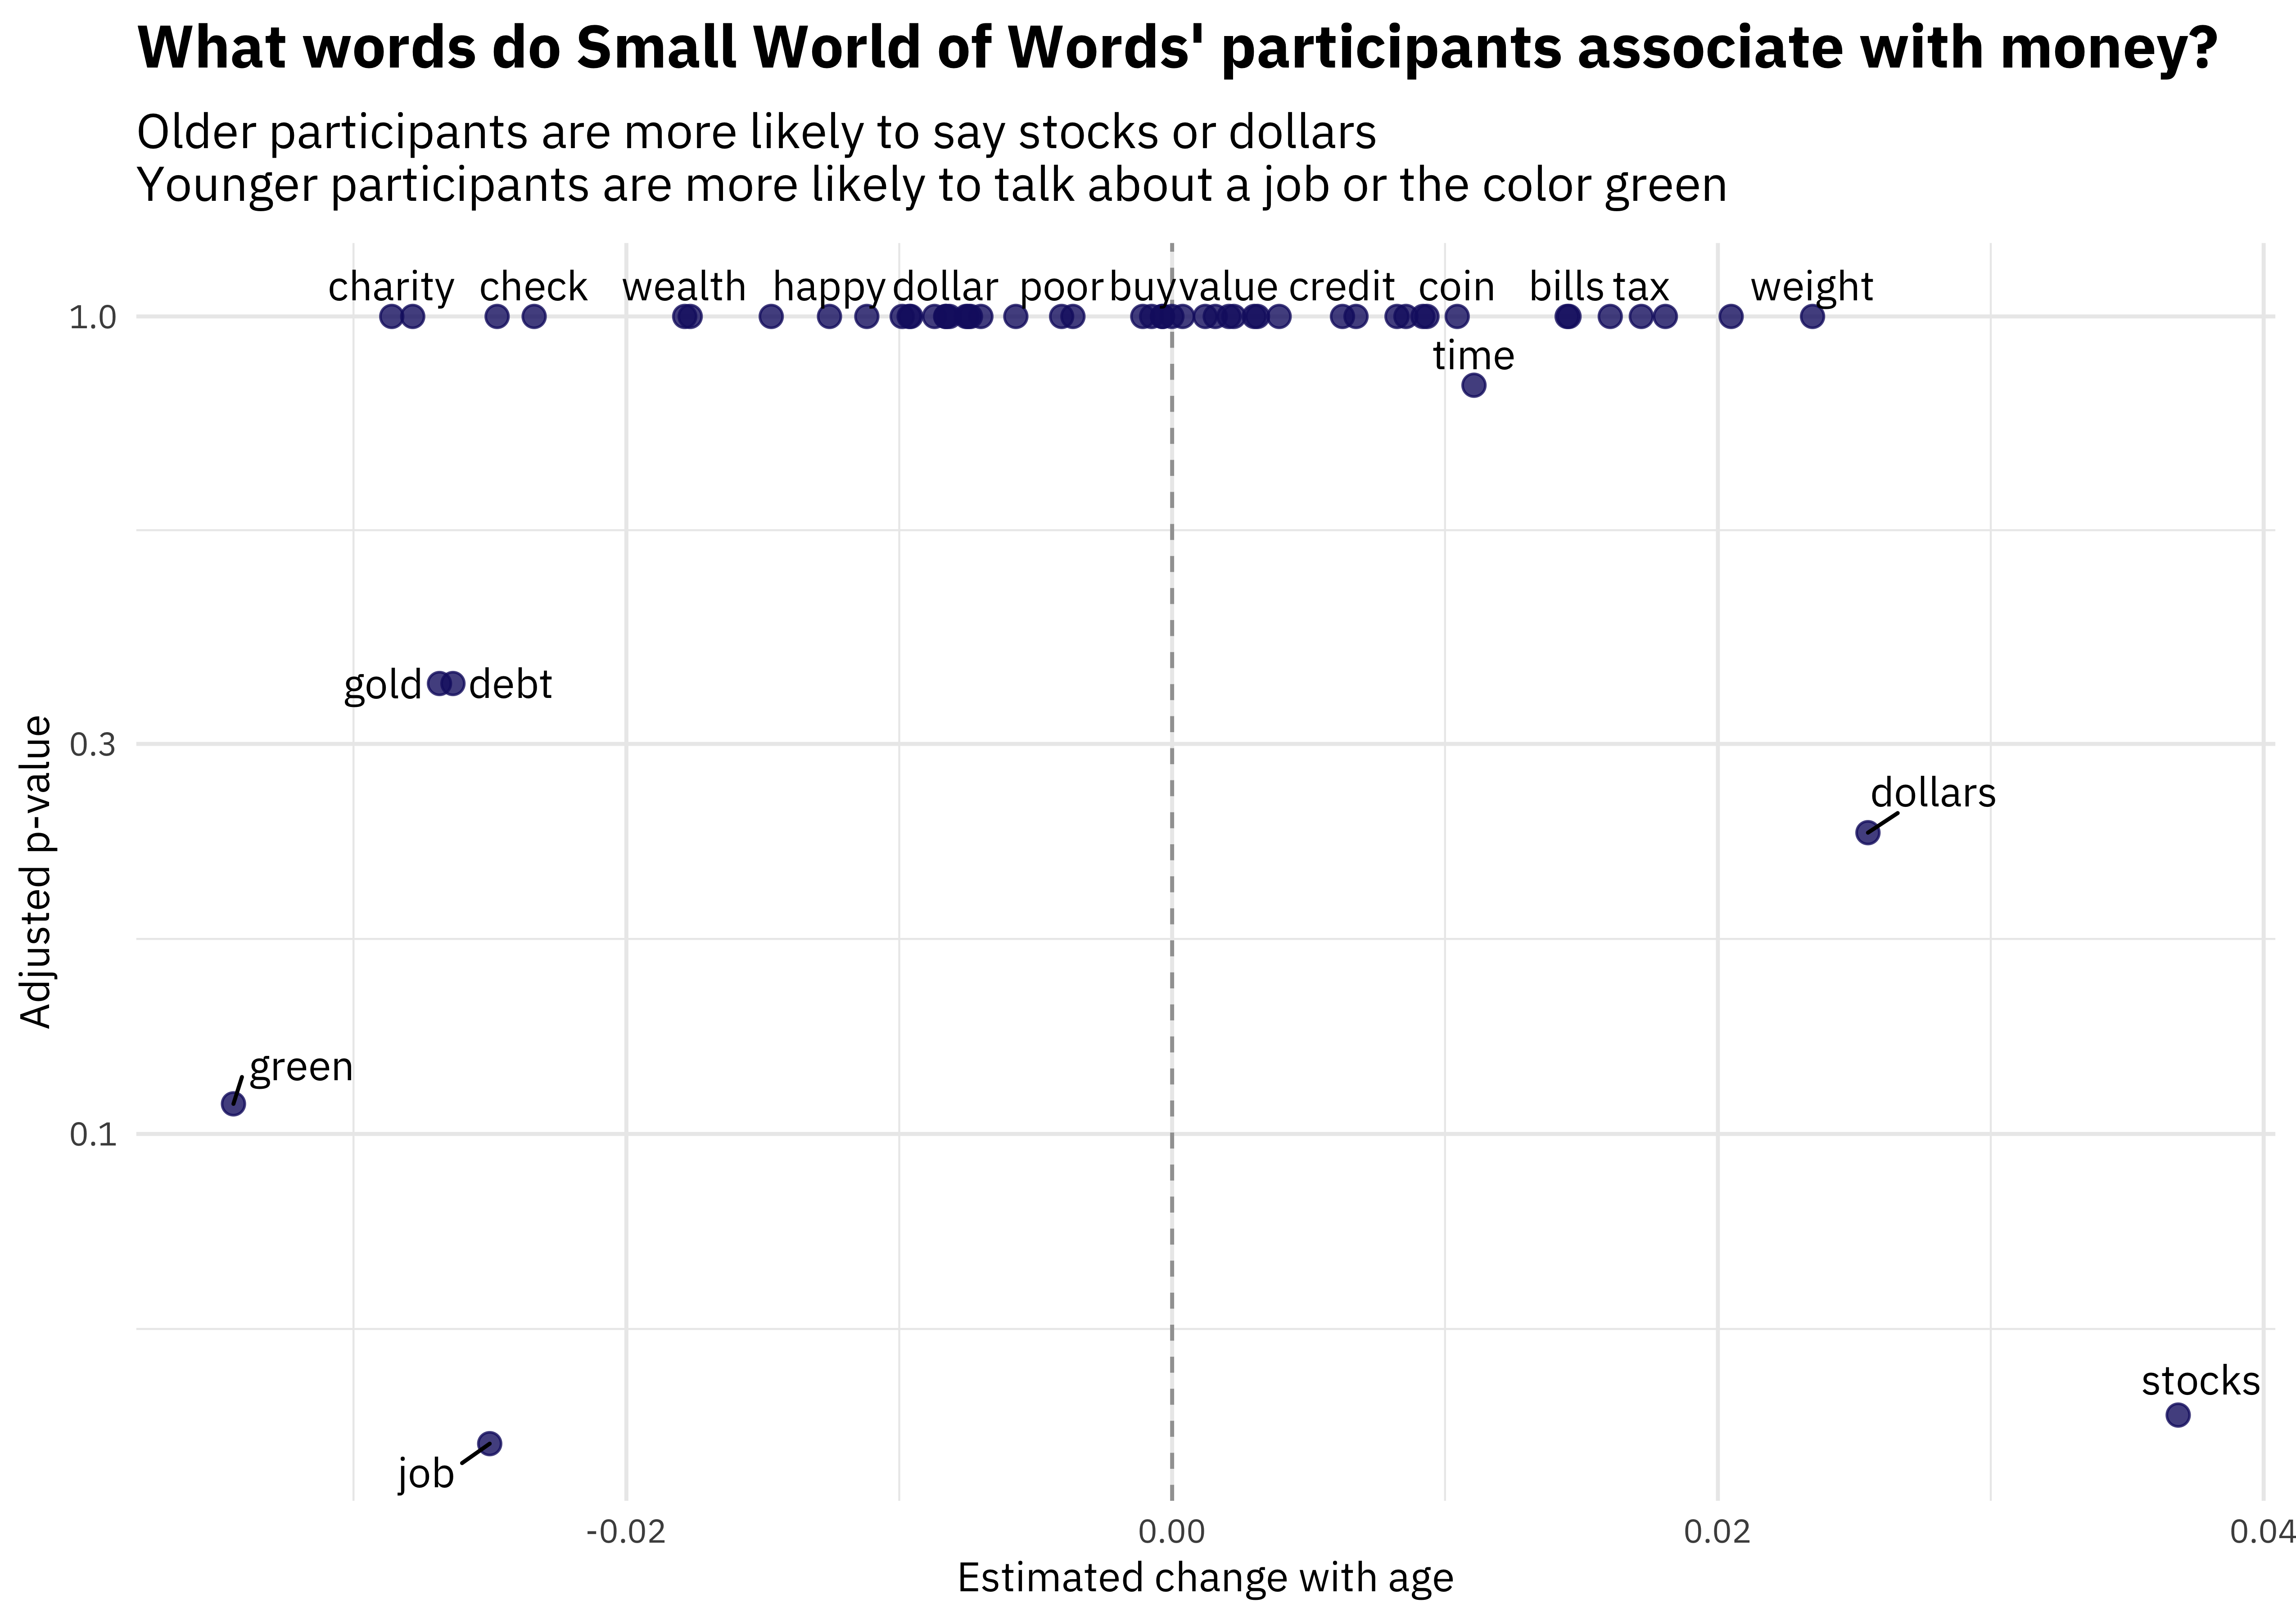 What words do Small World of Words' participants associate with money?
Older participants are more likely to say stocks or dollars
Younger participants are more likely to talk about a job or the color green
charity check wealth happy dollar poor buy value credit coin bills tax weight
1.0
time
gold debt
0.3
dollars
Adjusted p-value
green
0.1
stocks
job
-0.02 0.00 0.02 0.04
Estimated change with age